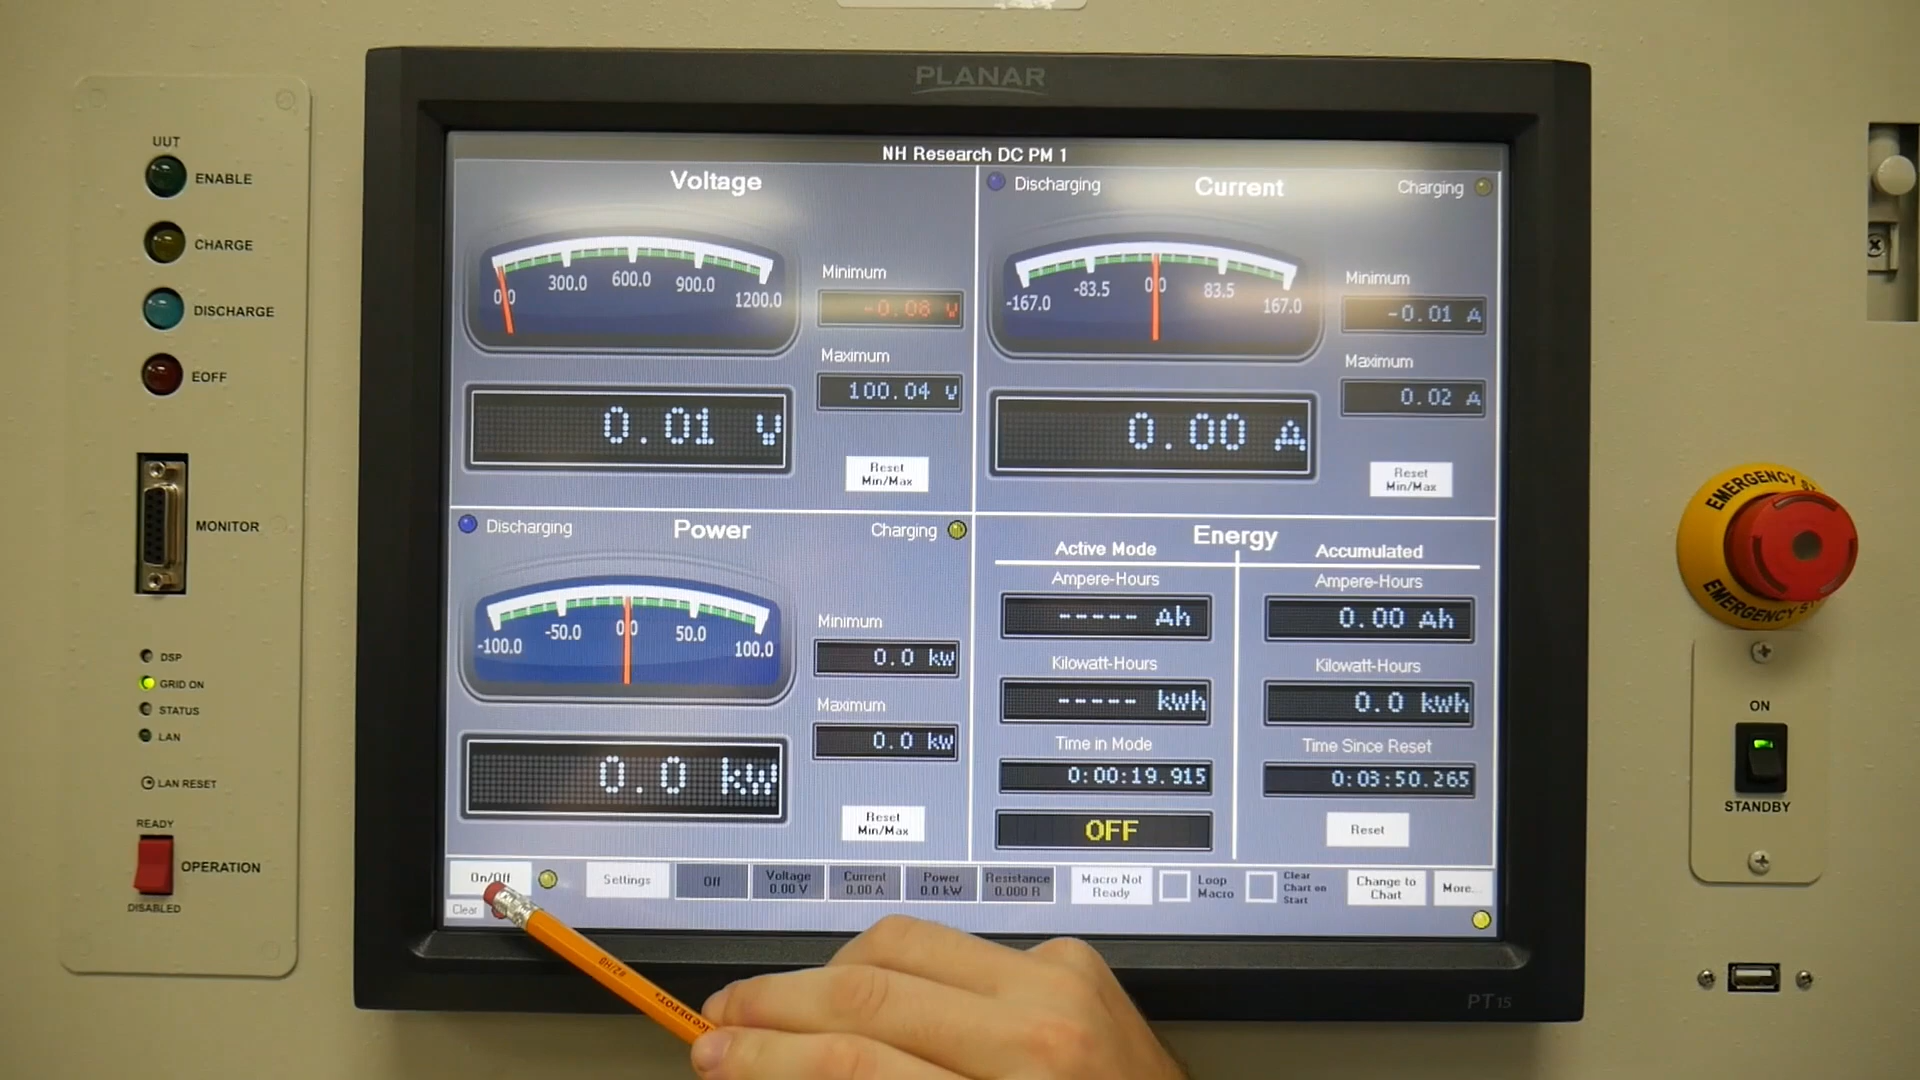 PLANAR
UUT
ENABLE
CHARGE
DISCHARGE
EOFF
MONITOR
DSP
GRID ON
STATUS
LAN
LAN RESET
READY
OPERATION
DISABLED
NH Research DC PM 1
Voltage
0.0 300.0 600.0 900.0 1200.0
Minimum
-0.08 V
Maximum
100.04 V
0.01 V
Reset
Min/Max
Discharging Current Charging
-167.0 -83.5 0.0 83.5 167.0
Minimum
-0.01 A
Maximum
0.02 A
0.00 A
Reset
Min/Max
Discharging Power Charging
-100.0 -50.0 0.0 50.0 100.0
Minimum
0.0 kW
Maximum
0.0 kW
0.0 kW
Reset
Min/Max
Energy
Active Mode Accumulated
Ampere-Hours Ampere-Hours
----- Ah 0.00 Ah
Kilowatt-Hours Kilowatt-Hours
----- kWh 0.0 kWh
Time in Mode Time Since Reset
0:00:19.915 0:03:50.265
OFF Reset
On/Off
Clear
Settings
Off
Voltage
0.00 V
Current
0.00 A
Power
0.0 kW
Resistance
0.000 R
Macro Not
Ready
Loop
Macro
Clear
Chart on
Start
Change to
Chart
More...
PT15
EMERGENCY
EMERGENCY
ON
STANDBY
#2/HB